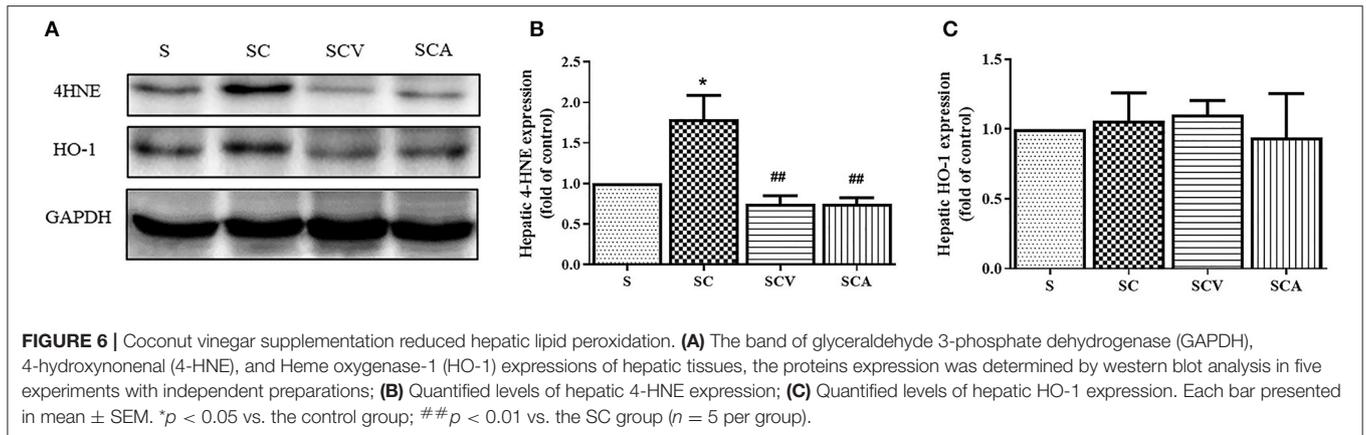 A
S SC SCV SCA
4HNE
HO-1
GAPDH
B
Hepatic 4-HNE expression
(fold of control)
2.5
2.0
1.5
1.0
0.5
0.0
*
##
##
S SC SCV SCA
C
Hepatic HO-1 expression
(fold of control)
1.5
1.0
0.5
0.0
S SC SCV SCA
FIGURE 6 | Coconut vinegar supplementation reduced hepatic lipid peroxidation. (A) The band of glyceraldehyde 3-phosphate dehydrogenase (GAPDH),
4-hydroxynonenal (4-HNE), and Heme oxygenase-1 (HO-1) expressions of hepatic tissues, the proteins expression was determined by western blot analysis in five
experiments with independent preparations; (B) Quantified levels of hepatic 4-HNE expression; (C) Quantified levels of hepatic HO-1 expression. Each bar presented
in mean ± SEM. *p < 0.05 vs. the control group; ##p < 0.01 vs. the SC group (n = 5 per group).